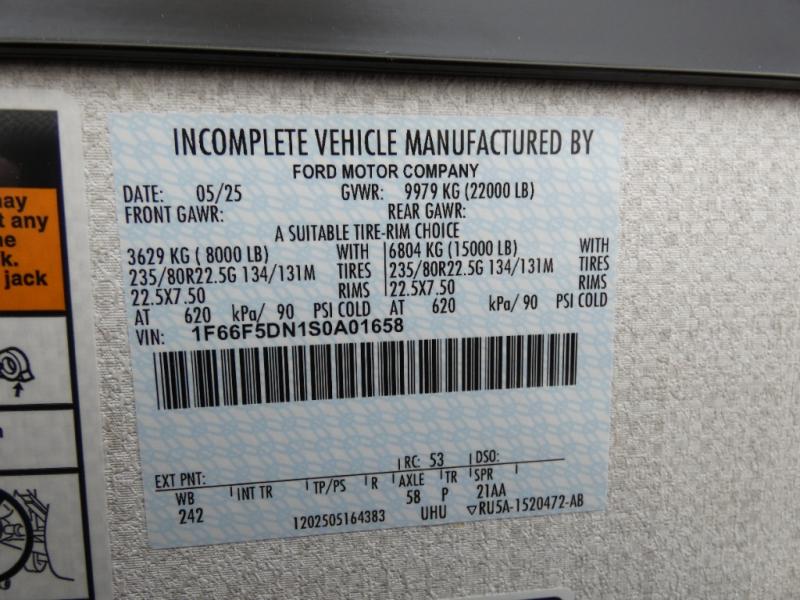 INCOMPLETE VEHICLE MANUFACTURED BY
FORD MOTOR COMPANY
DATE: 05/25 GVWR: 9979 KG (22000 LB)
FRONT GAWR: REAR GAWR:
A SUITABLE TIRE-RIM CHOICE
3629 KG ( 8000 LB) WITH 6804 KG (15000 LB) WITH
235/80R22.5G 134/131M TIRES 235/80R22.5G 134/131M TIRES
22.5X7.50 RIMS 22.5X7.50 RIMS
AT 620 kPa/ 90 PSI COLD AT 620 kPa/ 90 PSI COLD
VIN: 1F66F5DN1S0A01658
EXT PNT: RC: 53 DSO:
WB INT TR TP/PS R AXLE TR SPR
242 58 P 21AA
1202505164383 UHU ▽RU5A-1520472-AB
may
t any
the
k.
jack